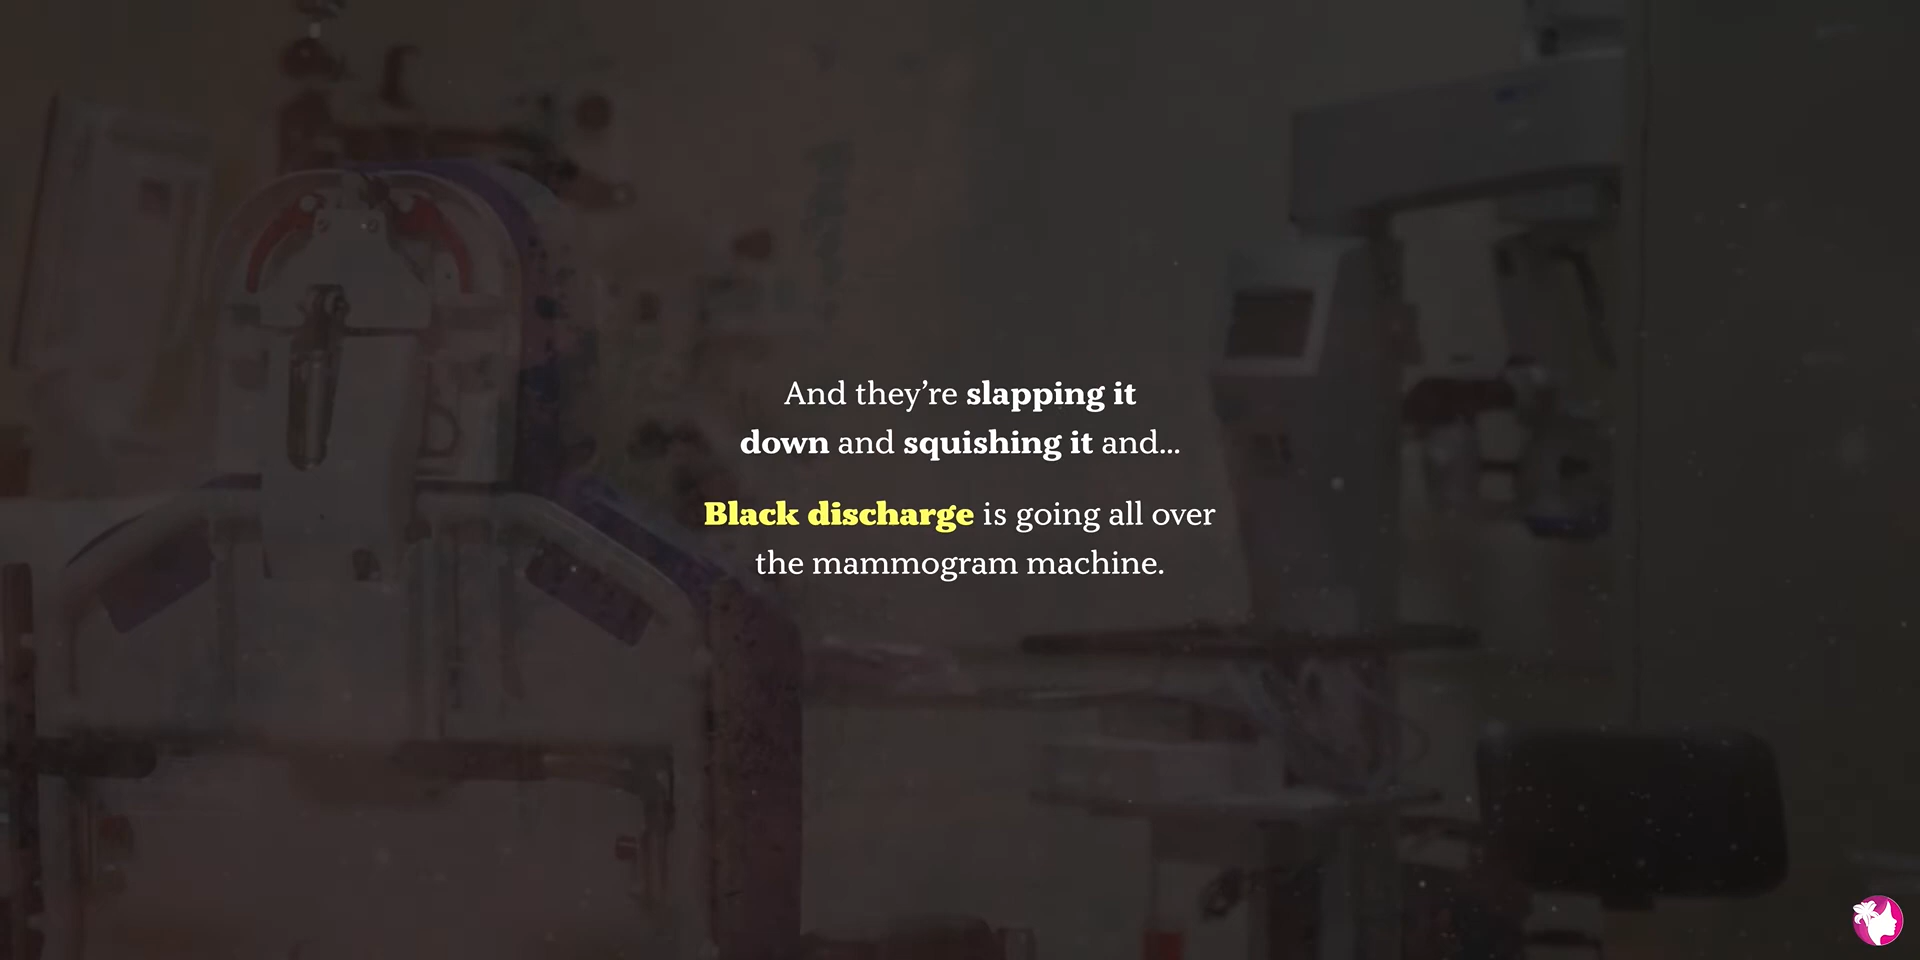 And they’re slapping it
down and squishing it and...
Black discharge is going all over
the mammogram machine.